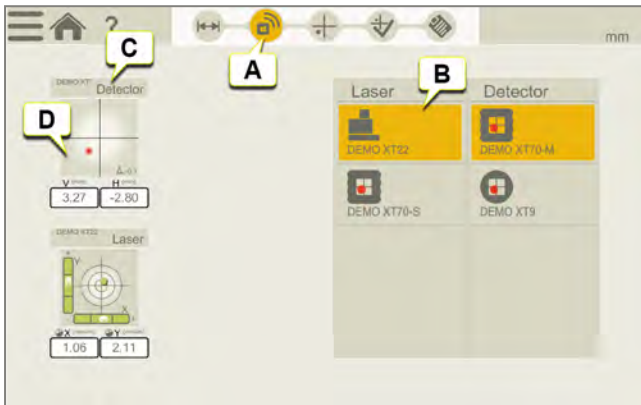 ?
mm
A
C
B
D
DEMO XT
Detector
V
H
3.27
-2.80
DEMO XT22
Laser
Y
X
X
Y
1.06
2.11
Laser
Detector
DEMO XT22
DEMO XT70-M
DEMO XT70-S
DEMO XT9